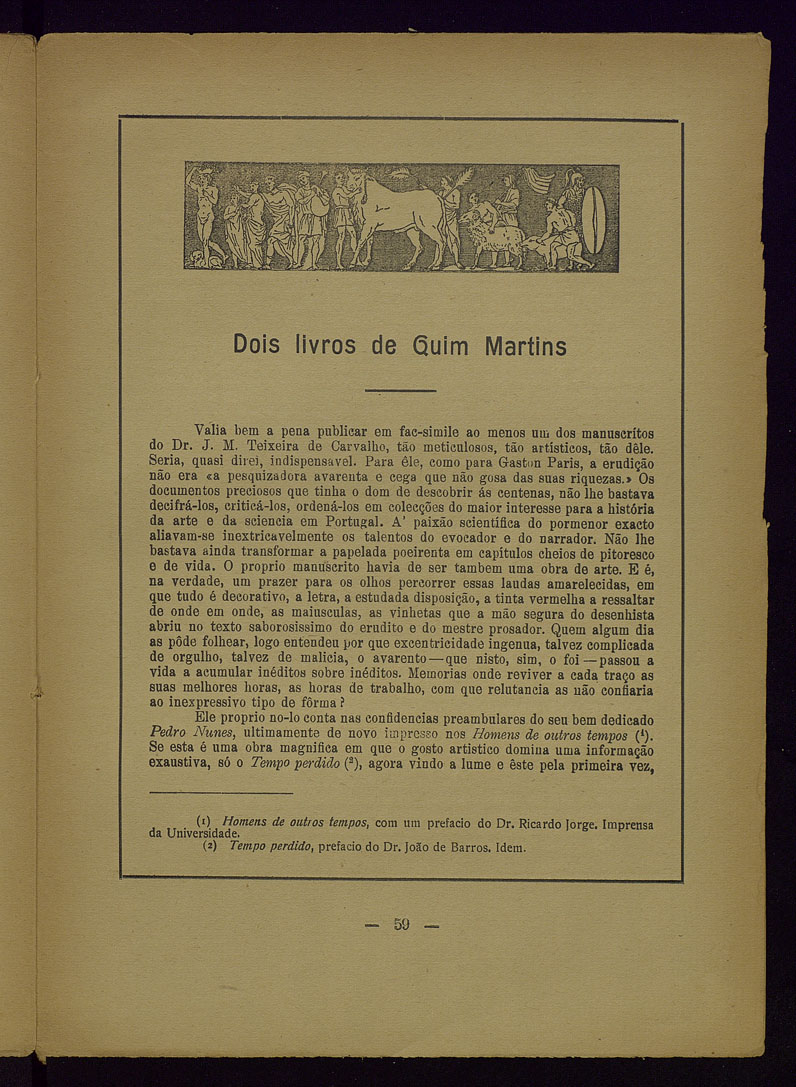 Dois livros de Quim Martins
Valia bem a pena publicar em fac-simile ao menos um dos manuscritos
do Dr. J. M. Teixeira de Carvalho, tão meticulosos, tão artisticos, tão dêle.
Seria, quasi direi, indispensavel. Para êle, como para Gaston Paris, a erudição
não era «a pesquizadora avarenta e cega que não gosa das suas riquezas.» Os
documentos preciosos que tinha o dom de descobrir ás centenas, não lhe bastava
decifrá-los, criticá-los, ordená-los em colecções do maior interesse para a história
da arte e da sciencia em Portugal. A' paixão scientífica do pormenor exacto
aliavam-se inextricavelmente os talentos do evocador e do narrador. Não lhe
bastava ainda transformar a papelada poeirenta em capitulos cheios de pitoresco
e de vida. O proprio manuscrito havia de ser tambem uma obra de arte. E é,
na verdade, um prazer para os olhos percorrer essas laudas amarelecidas, em
que tudo é decorativo, a letra, a estudada disposição, a tinta vermelha a ressaltar
de onde em onde, as maiusculas, as vinhetas que a mão segura do desenhista
abriu no texto saborosissimo do erudito e do mestre prosador. Quem algum dia
as pôde folhear, logo entendeu por que excentricidade ingenua, talvez complicada
de orgulho, talvez de malicia, o avarento — que nisto, sim, o foi — passou a
vida a acumular inéditos sobre inéditos. Memorias onde reviver a cada traço as
suas melhores horas, as horas de trabalho, com que relutancia as não confiaria
ao inexpressivo tipo de fôrma?
Ele proprio no-lo conta nas confidencias preambulares do seu bem dedicado
Pedro Nunes, ultimamente de novo impresso nos Homens de outros tempos (¹).
Se esta é uma obra magnifica em que o gosto artistico domina uma informação
exaustiva, só o Tempo perdido (²), agora vindo a lume e êste pela primeira vez,
(1) Homens de outros tempos, com um prefacio do Dr. Ricardo Jorge. Imprensa
da Universidade.
(2) Tempo perdido, prefacio do Dr. João de Barros. Idem.
— 59 —